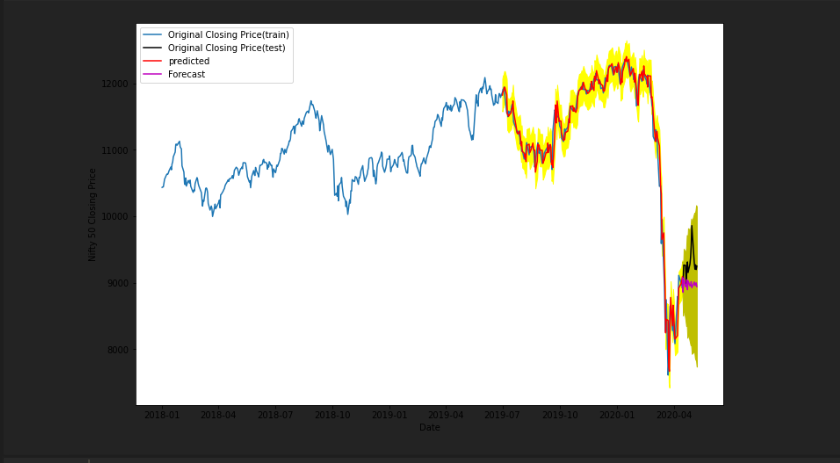 Original Closing Price(train)
Original Closing Price(test)
predicted
Forecast
12000
11000
10000
9000
8000
Nifty 50 Closing Price
2018-01 2018-04 2018-07 2018-10 2019-01 2019-04 2019-07 2019-10 2020-01 2020-04
Date